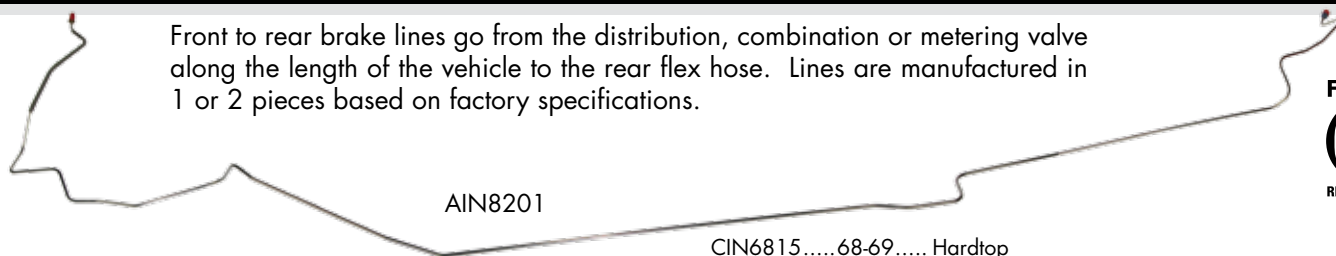 Front to rear brake lines go from the distribution, combination or metering valve
along the length of the vehicle to the rear flex hose. Lines are manufactured in
1 or 2 pieces based on factory specifications.
AIN8201
CIN6815.....68-69..... Hardtop